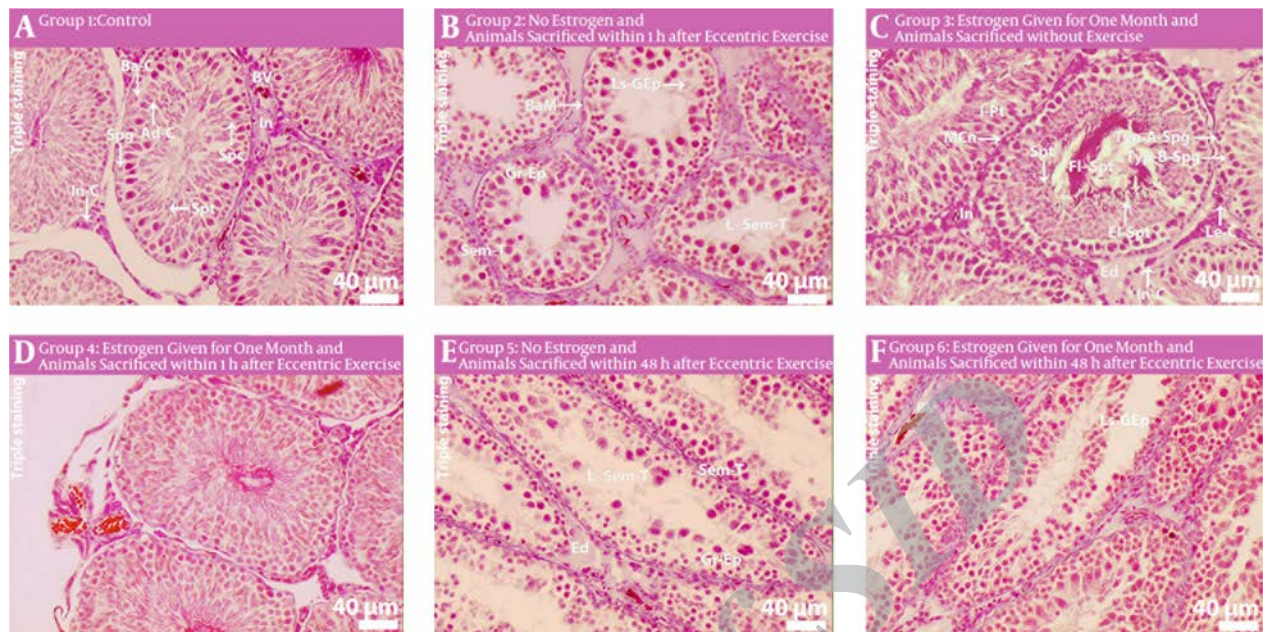 A Group 1:Control
Triple staining
Ba-C
BV
Ad-C
In
Spg
Spc
In-C
Spt
40 µm
B Group 2: No Estrogen and
Animals Sacrificed within 1 h after Eccentric Exercise
Triple staining
Ls-GEp
BaM
Gr-Ep
L- Sem-T
Sem-T
40 µm
C Group 3: Estrogen Given for One Month and
Animals Sacrificed without Exercise
Triple staining
I-Pt
MCn
Typ-A-Spg
Typ-B-Spg
Spt
Fl-Spt
In
El-Spt
Le-C
Ed
In-C
40 µm
D Group 4: Estrogen Given for One Month and
Animals Sacrificed within 1 h after Eccentric Exercise
Triple staining
40 µm
E Group 5: No Estrogen and
Animals Sacrificed within 48 h after Eccentric Exercise
Triple staining
L- Sem-T
Sem-T
Ed
Gr-Ep
40 µm
F Group 6: Estrogen Given for One Month and
Animals Sacrificed within 48 h after Eccentric Exercise
Triple staining
Ls-GEp
SID
40 µm